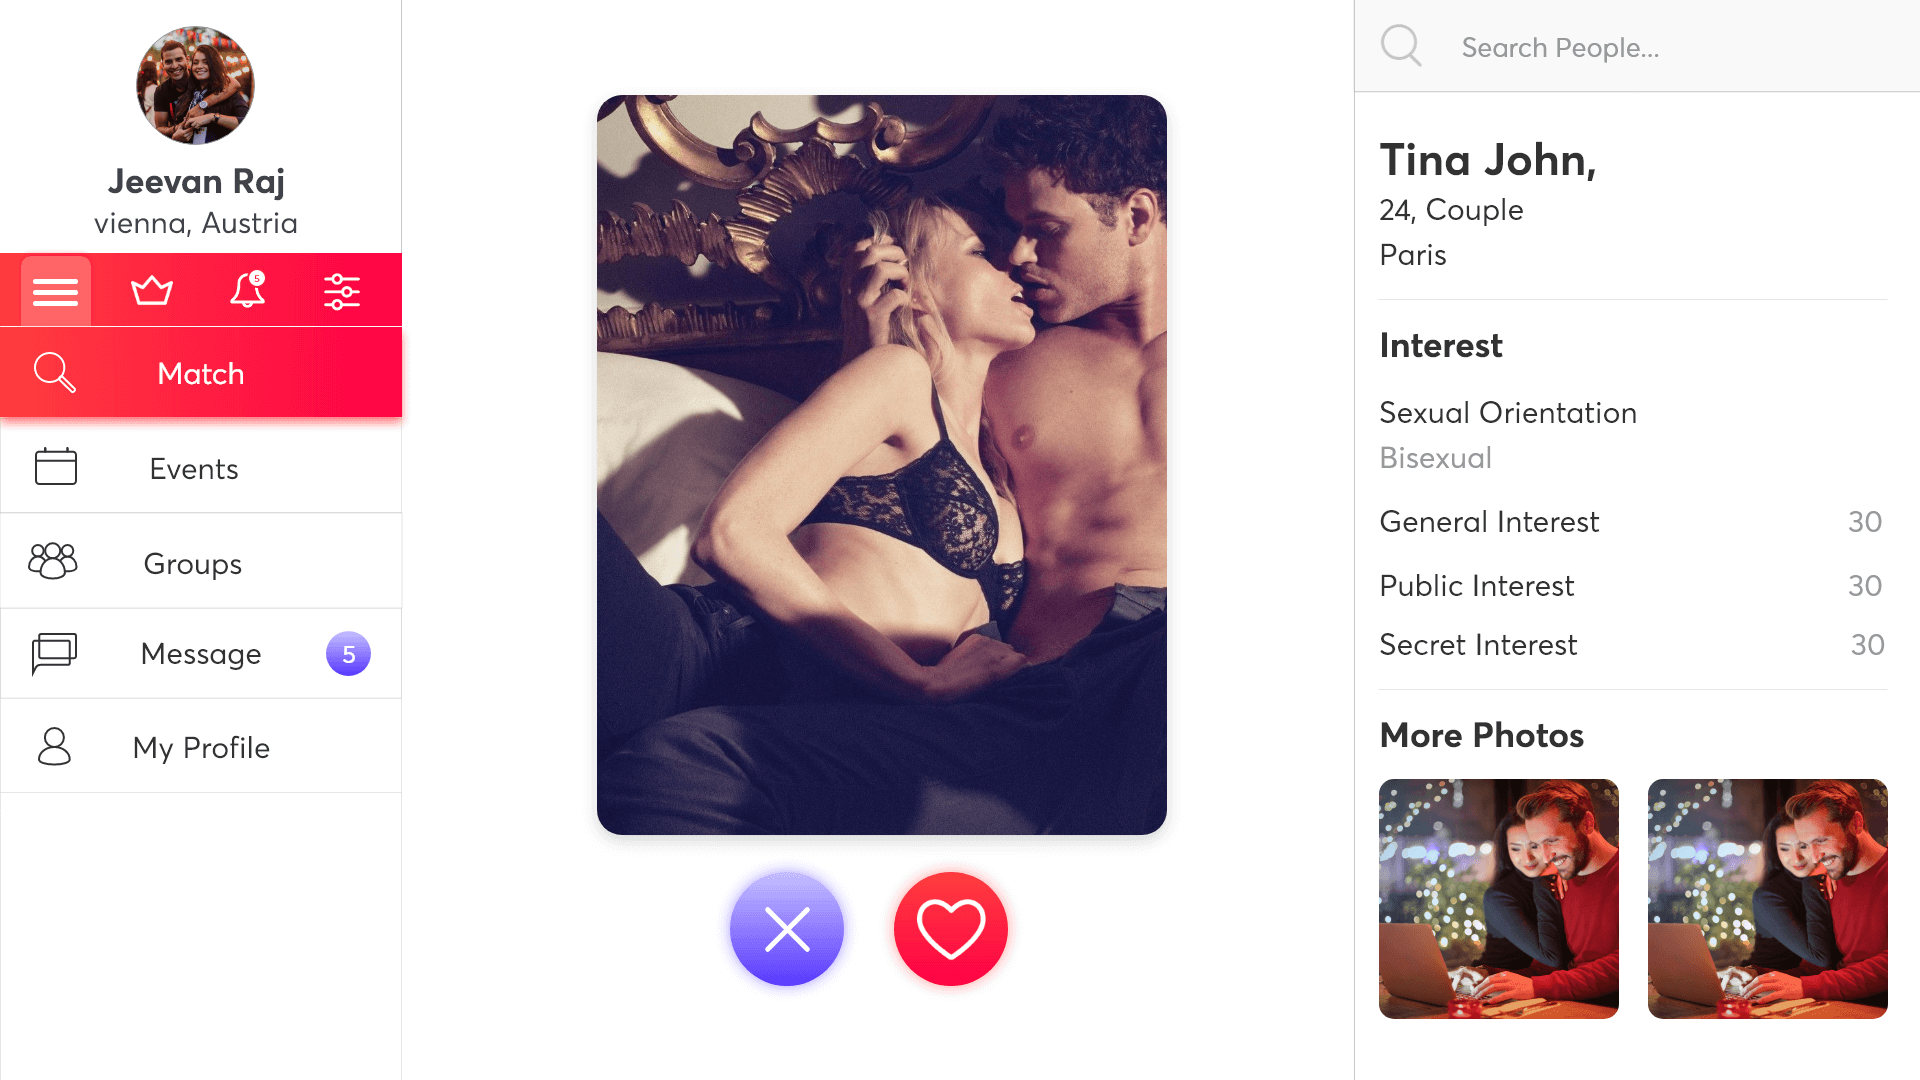 Jeevan Raj
vienna, Austria
5
Match
Events
Groups
Message 5
My Profile
Search People...
Tina John,
24, Couple
Paris
Interest
Sexual Orientation
Bisexual
General Interest 30
Public Interest 30
Secret Interest 30
More Photos